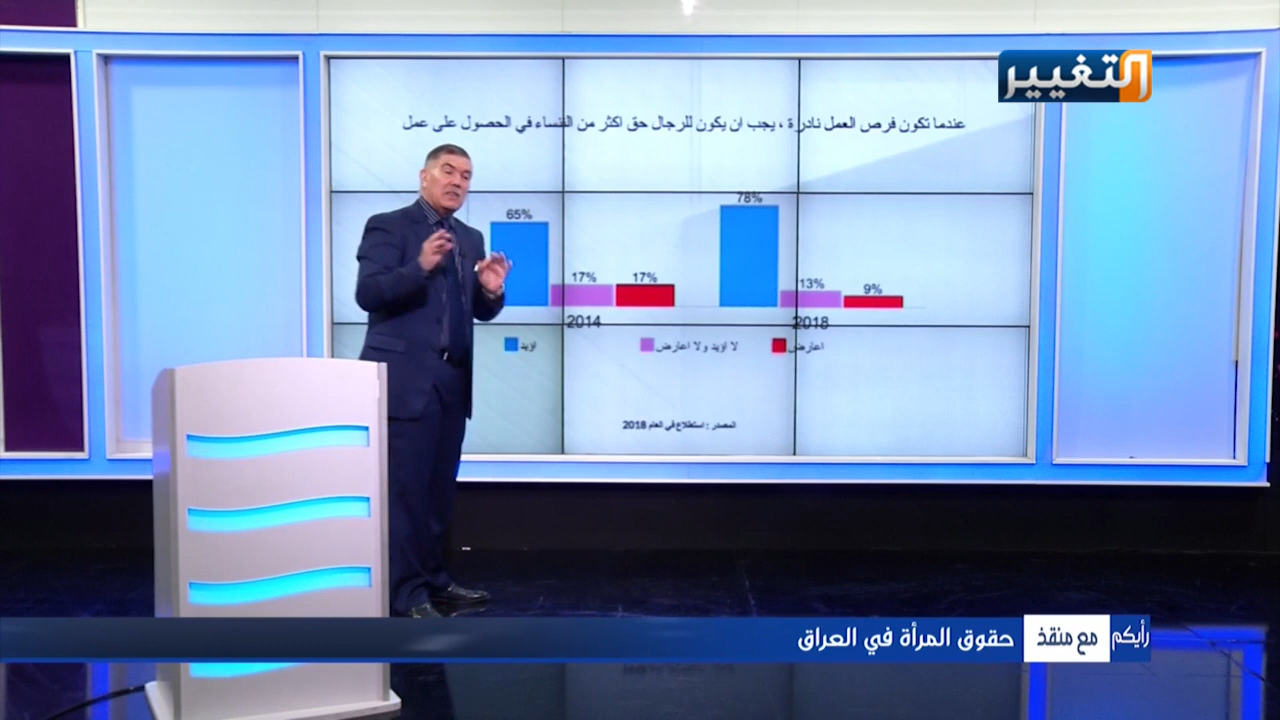 التغيير
عندما تكون فرص العمل نادرة ، يجب ان يكون للرجال حق اكثر من النساء في الحصول على عمل
65%
17%
17%
78%
13%
9%
2014
2018
اؤيد
لا اؤيد ولا اعارض
اعارض
المصدر : استطلاع في العام 2018
رأيكم مع منقذ حقوق المرأة في العراق